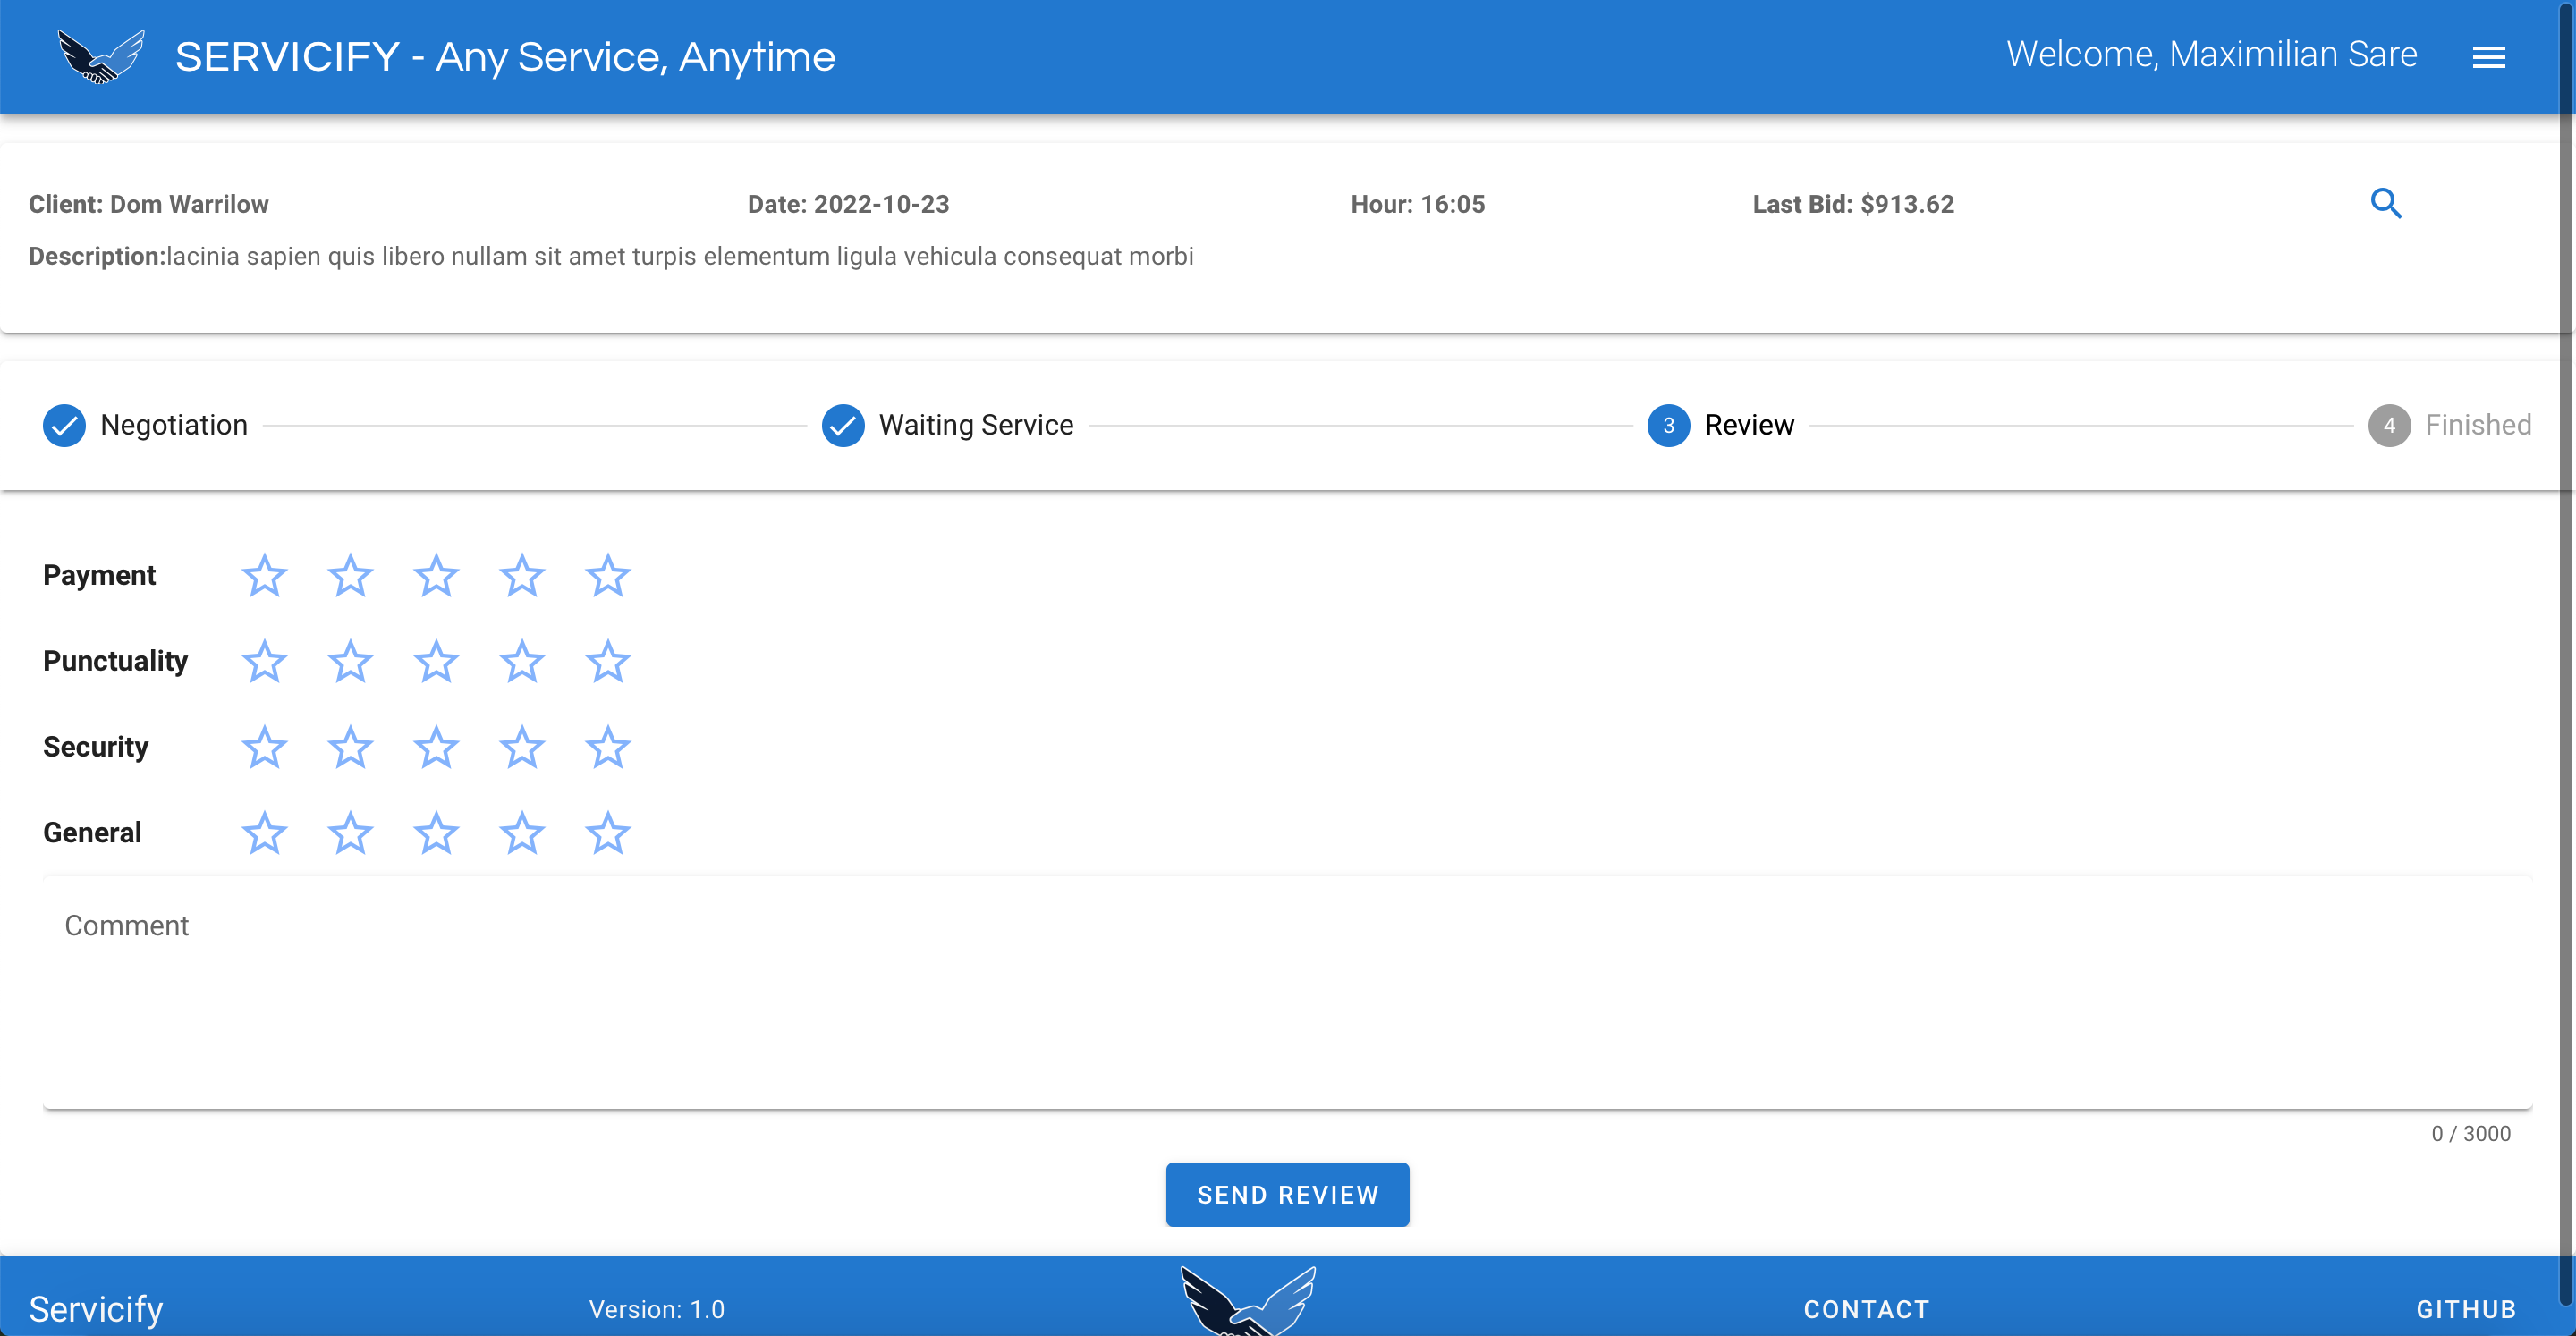 SERVICIFY - Any Service, Anytime
Welcome, Maximilian Sare
Client: Dom Warrilow
Date: 2022-10-23
Hour: 16:05
Last Bid: $913.62
Description:lacinia sapien quis libero nullam sit amet turpis elementum ligula vehicula consequat morbi
Negotiation
Waiting Service
3 Review
4 Finished
Payment
Punctuality
Security
General
Comment
0 / 3000
SEND REVIEW
Servicify
Version: 1.0
CONTACT
GITHUB